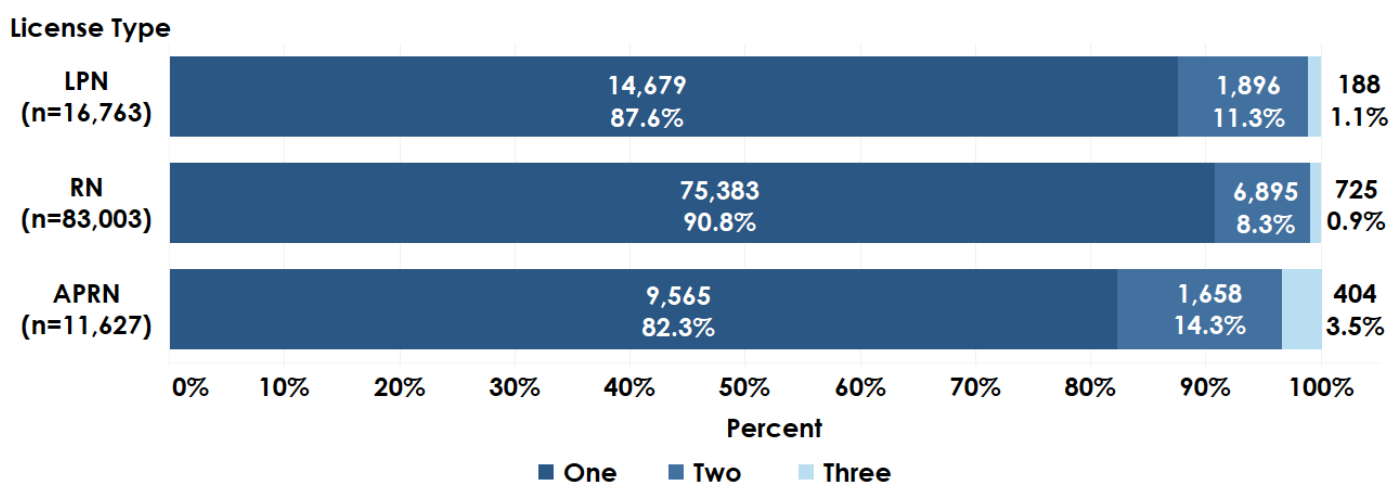 License Type
LPN
(n=16,763)
14,679
87.6%
1,896
11.3%
188
1.1%
RN
(n=83,003)
75,383
90.8%
6,895
8.3%
725
0.9%
APRN
(n=11,627)
9,565
82.3%
1,658
14.3%
404
3.5%
0% 10% 20% 30% 40% 50% 60% 70% 80% 90% 100%
Percent
One Two Three